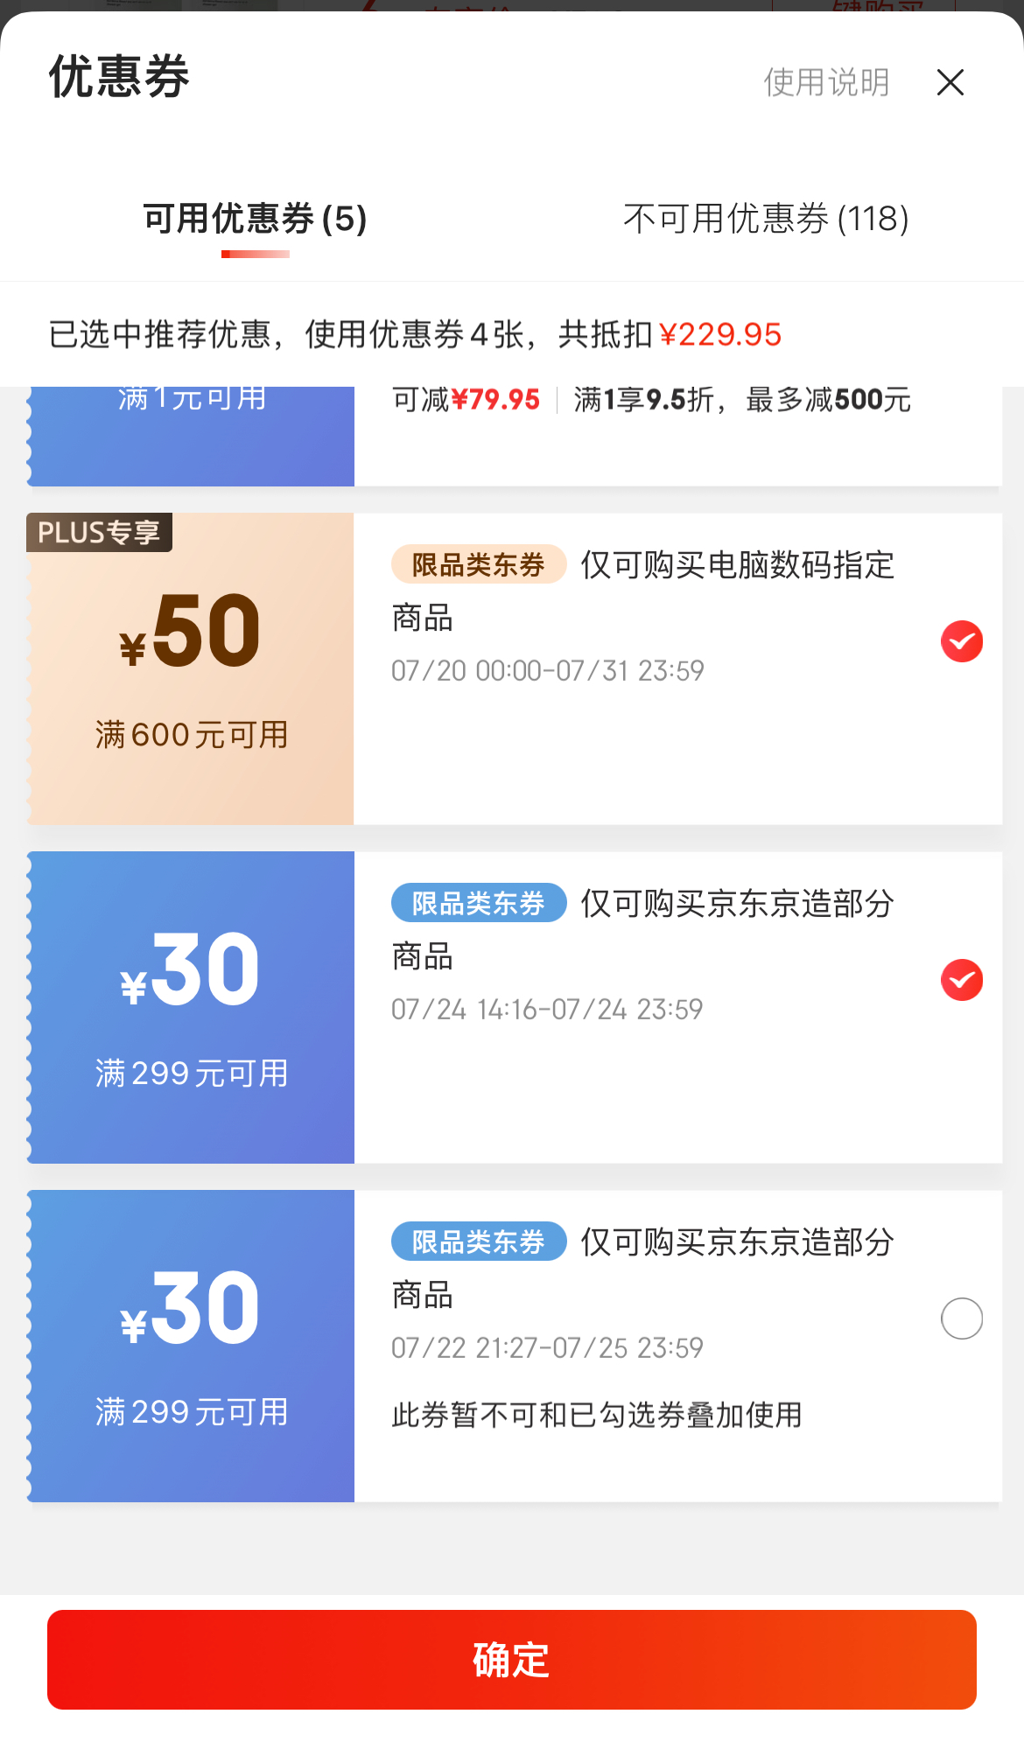 优惠券
使用说明
可用优惠券(5)
不可用优惠券(118)
已选中推荐优惠，使用优惠券4张，共抵扣¥229.95
满1元可用
可减¥79.95 | 满1享9.5折，最多减500元
PLUS专享
¥50
满600元可用
限品类东券 仅可购买电脑数码指定
商品
07/20 00:00-07/31 23:59
¥30
满299元可用
限品类东券 仅可购买京东京造部分
商品
07/24 14:16-07/24 23:59
¥30
满299元可用
限品类东券 仅可购买京东京造部分
商品
07/22 21:27-07/25 23:59
此券暂不可和已勾选券叠加使用
确定